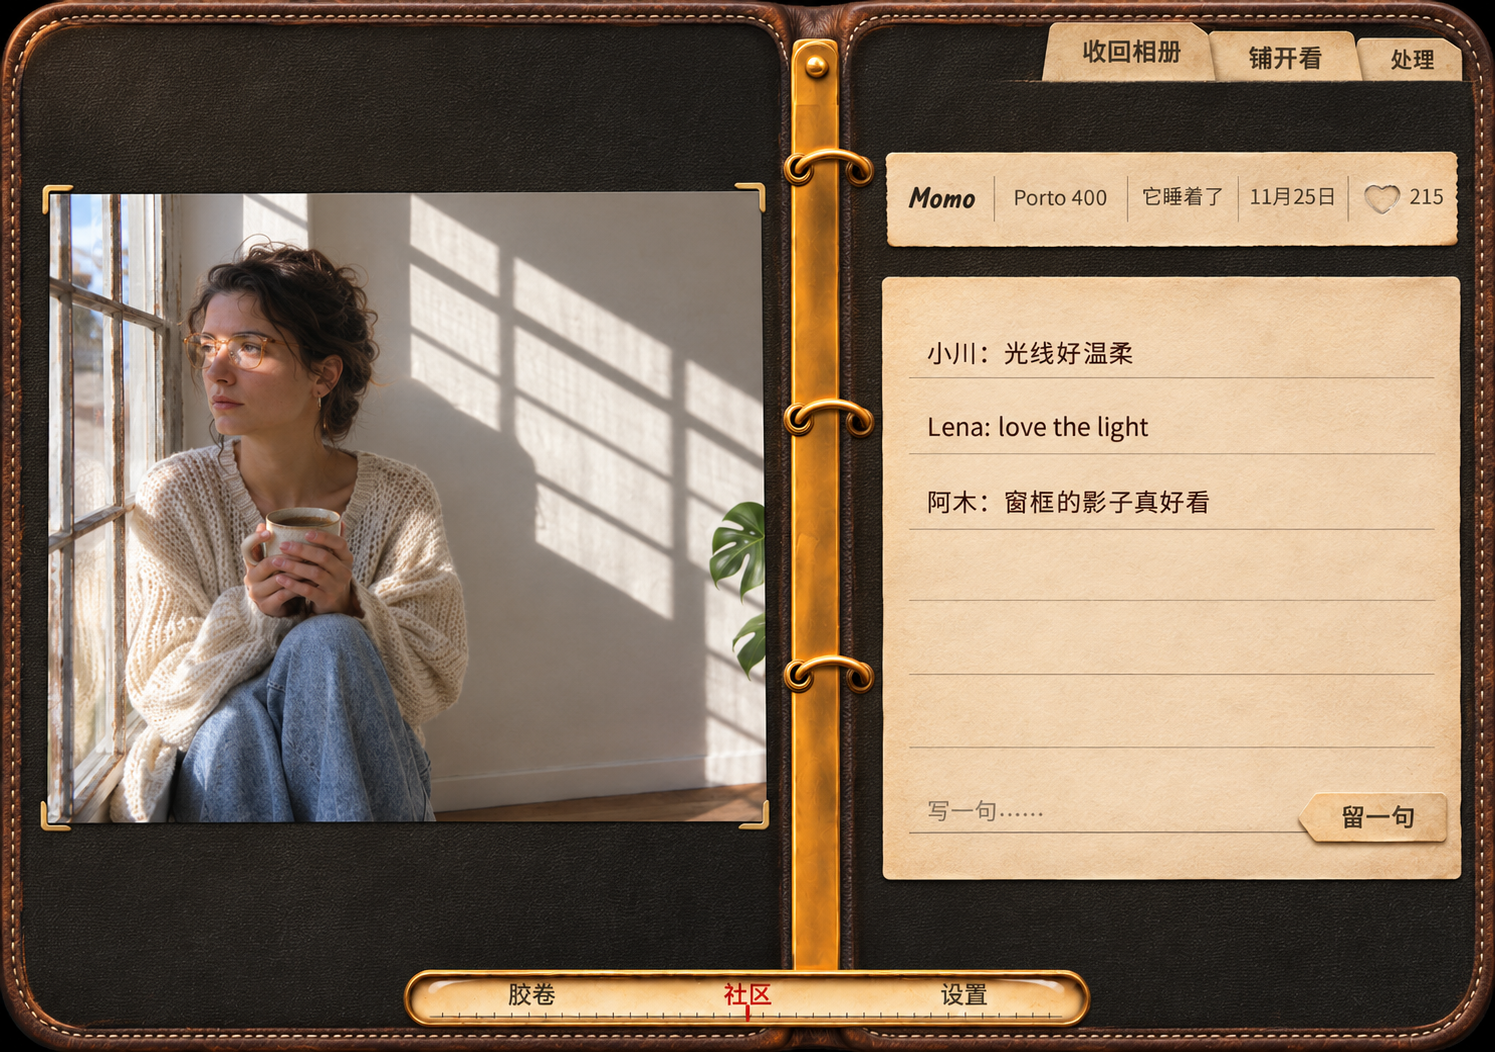 收回相册
铺开看
处理
Momo
Porto 400
它睡着了
11月25日
215
小川：光线好温柔
Lena: love the light
阿木：窗框的影子真好看
写一句……
留一句
胶卷
社区
设置